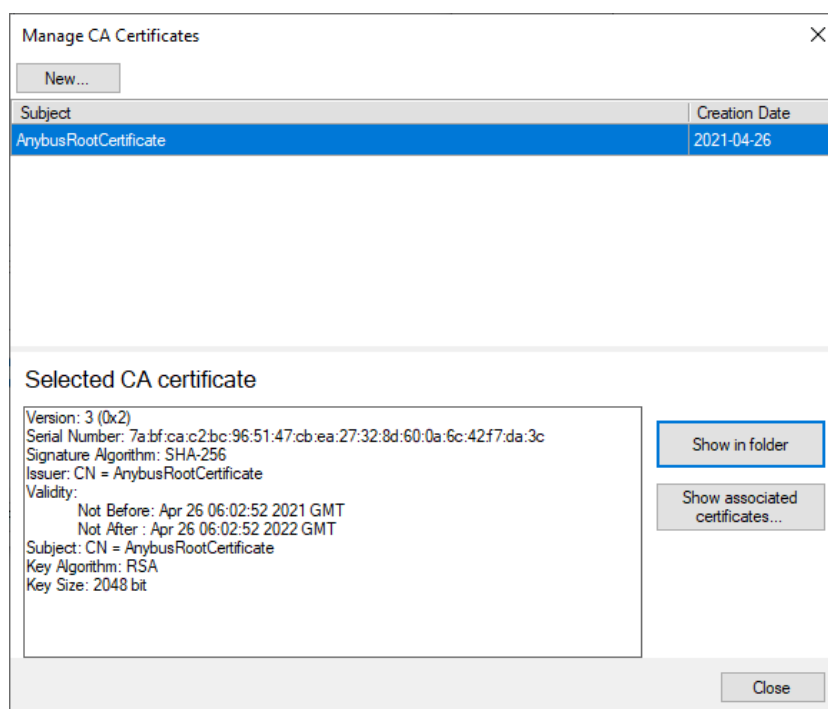 Manage CA Certificates
New...
Subject Creation Date
AnybusRootCertificate 2021-04-26
Selected CA certificate
Version: 3 (0x2)
Serial Number: 7a:bf:ca:c2:bc:96:51:47:cb:ea:27:32:8d:60:0a:6c:42:f7:da:3c
Signature Algorithm: SHA-256
Issuer: CN = AnybusRootCertificate
Validity:
Not Before: Apr 26 06:02:52 2021 GMT
Not After : Apr 26 06:02:52 2022 GMT
Subject: CN = AnybusRootCertificate
Key Algorithm: RSA
Key Size: 2048 bit
Show in folder
Show associated
certificates...
Close